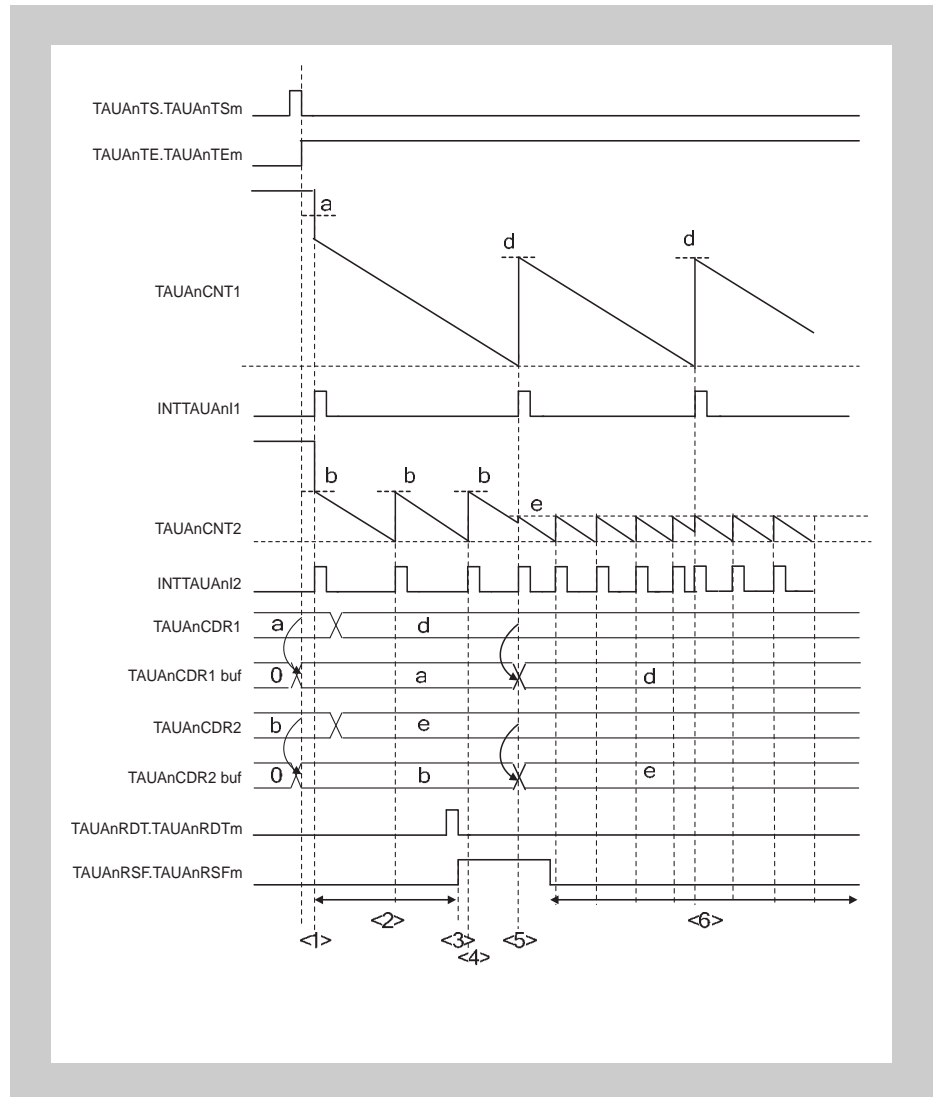 TAUAnTS.TAUAnTSm
TAUAnTE.TAUAnTEm
a
d
d
TAUAnCNT1
INTTAUAnI1
b
b
b
e
TAUAnCNT2
INTTAUAnI2
TAUAnCDR1
a
d
TAUAnCDR1 buf
0
a
d
TAUAnCDR2
b
e
TAUAnCDR2 buf
0
b
e
TAUAnRDT.TAUAnRDTm
TAUAnRSF.TAUAnRSFm
<2>
<6>
<1>
<3>
<5>
<4>